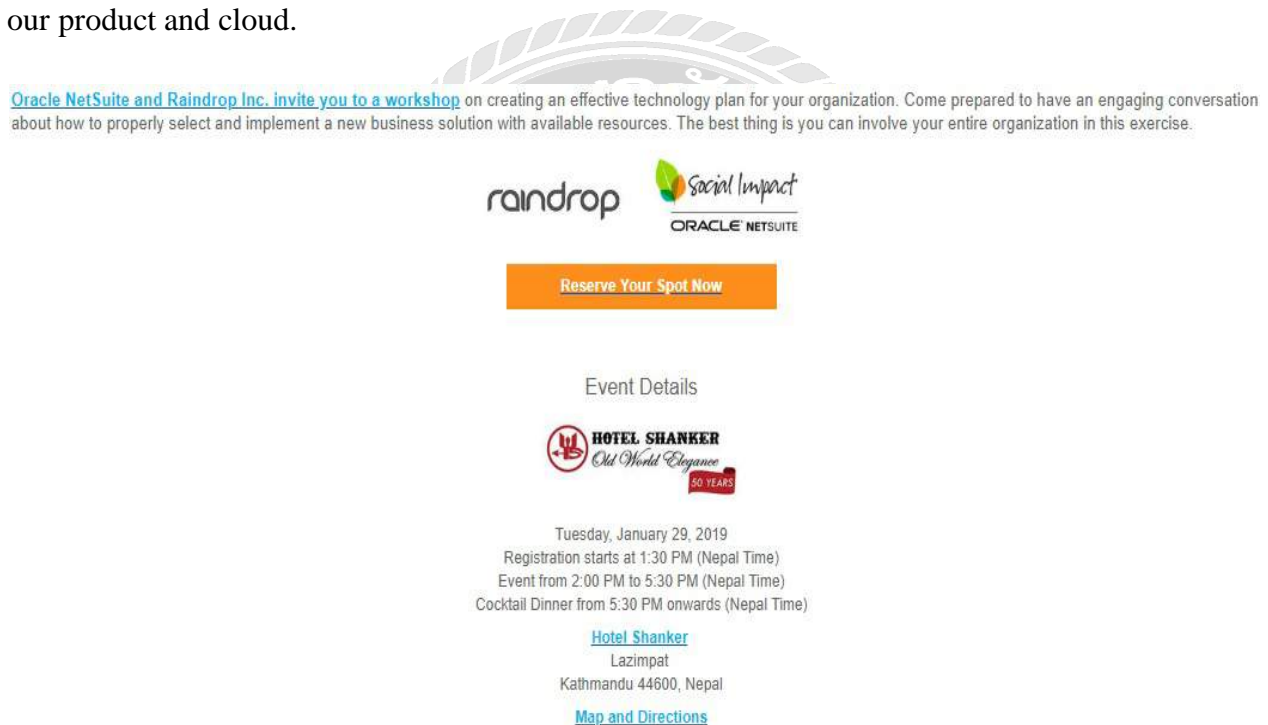 our product and cloud.
Oracle NetSuite and Raindrop Inc. invite you to a workshop on creating an effective technology plan for your organization. Come prepared to have an engaging conversation
about how to properly select and implement a new business solution with available resources. The best thing is you can involve your entire organization in this exercise.
raindrop
Social Impact
ORACLE NETSUITE
Reserve Your Spot Now
Event Details
HOTEL SHANKER
Old World Elegance
50 YEARS
Tuesday, January 29, 2019
Registration starts at 1:30 PM (Nepal Time)
Event from 2:00 PM to 5:30 PM (Nepal Time)
Cocktail Dinner from 5:30 PM onwards (Nepal Time)
Hotel Shanker
Lazimpat
Kathmandu 44600, Nepal
Map and Directions